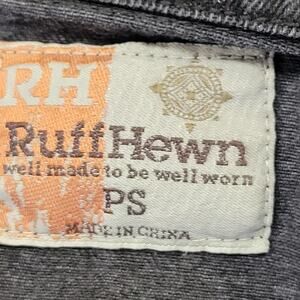 RH
RuffHewn
well made to be well worn
PS
MADE IN CHINA